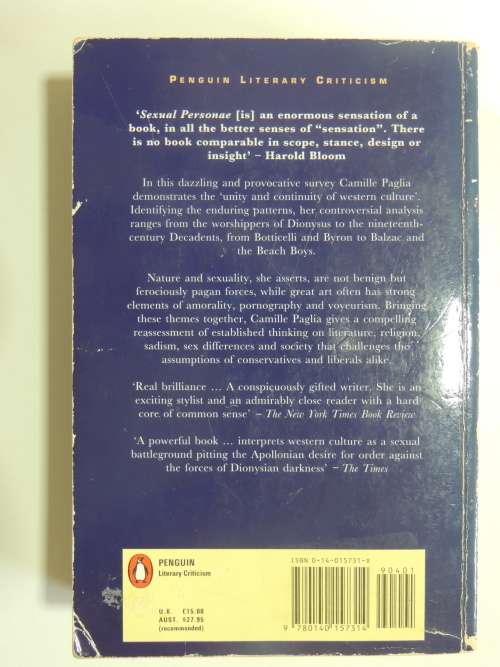 PENGUIN LITERARY CRITICISM
‘Sexual Personae [is] an enormous sensation of a
book, in all the better senses of “sensation”. There
is no book comparable in scope, stance, design or
insight’ – Harold Bloom
In this dazzling and provocative survey Camille Paglia
demonstrates the ‘unity and continuity of western culture’.
Identifying the enduring patterns, her controversial analysis
ranges from the worshippers of Dionysus to the nineteenth-
century Decadents, from Botticelli and Byron to Balzac and
the Beach Boys.
Nature and sexuality, she asserts, are not benign but
ferociously pagan forces, while great art often has strong
elements of amorality, pornography and voyeurism. Bringing
these themes together, Camille Paglia gives a compelling
reassessment of established thinking on literature, religion,
sadism, sex differences and society that challenges the
assumptions of conservatives and liberals alike.
‘Real brilliance … A conspicuously gifted writer. She is an
exciting stylist and an admirably close reader with a hard
core of common sense’ – The New York Times Book Review
‘A powerful book … interprets western culture as a sexual
battleground pitting the Apollonian desire for order against
the forces of Dionysian darkness’ – The Times
PENGUIN
Literary Criticism
U.K. £15.00
AUST. $27.95
(recommended)
ISBN 0-14-015731-X
90401
9 780140 157314